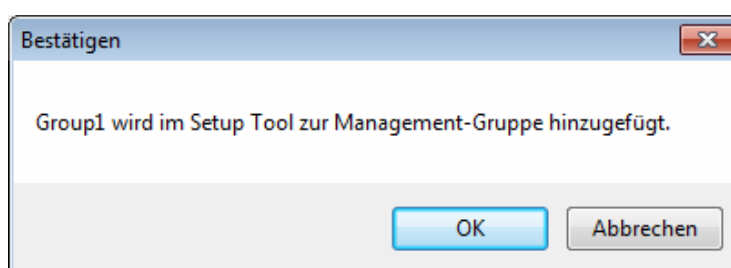 Bestätigen
Group1 wird im Setup Tool zur Management-Gruppe hinzugefügt.
OK
Abbrechen